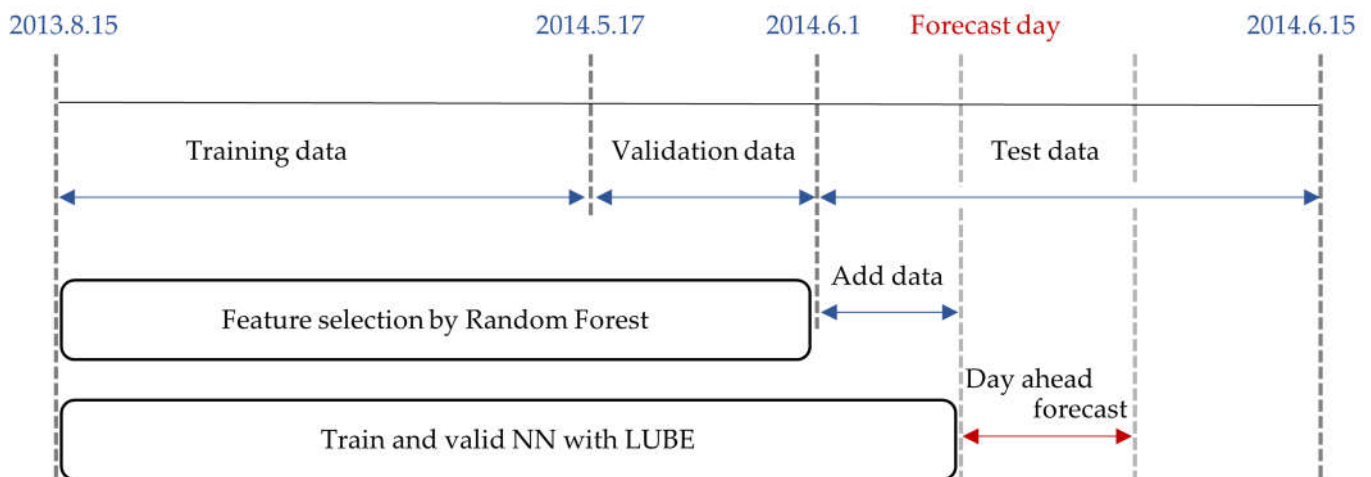 2013.8.15 2014.5.17 2014.6.1 Forecast day 2014.6.15
Training data Validation data Test data
Add data
Feature selection by Random Forest
Day ahead
forecast
Train and valid NN with LUBE